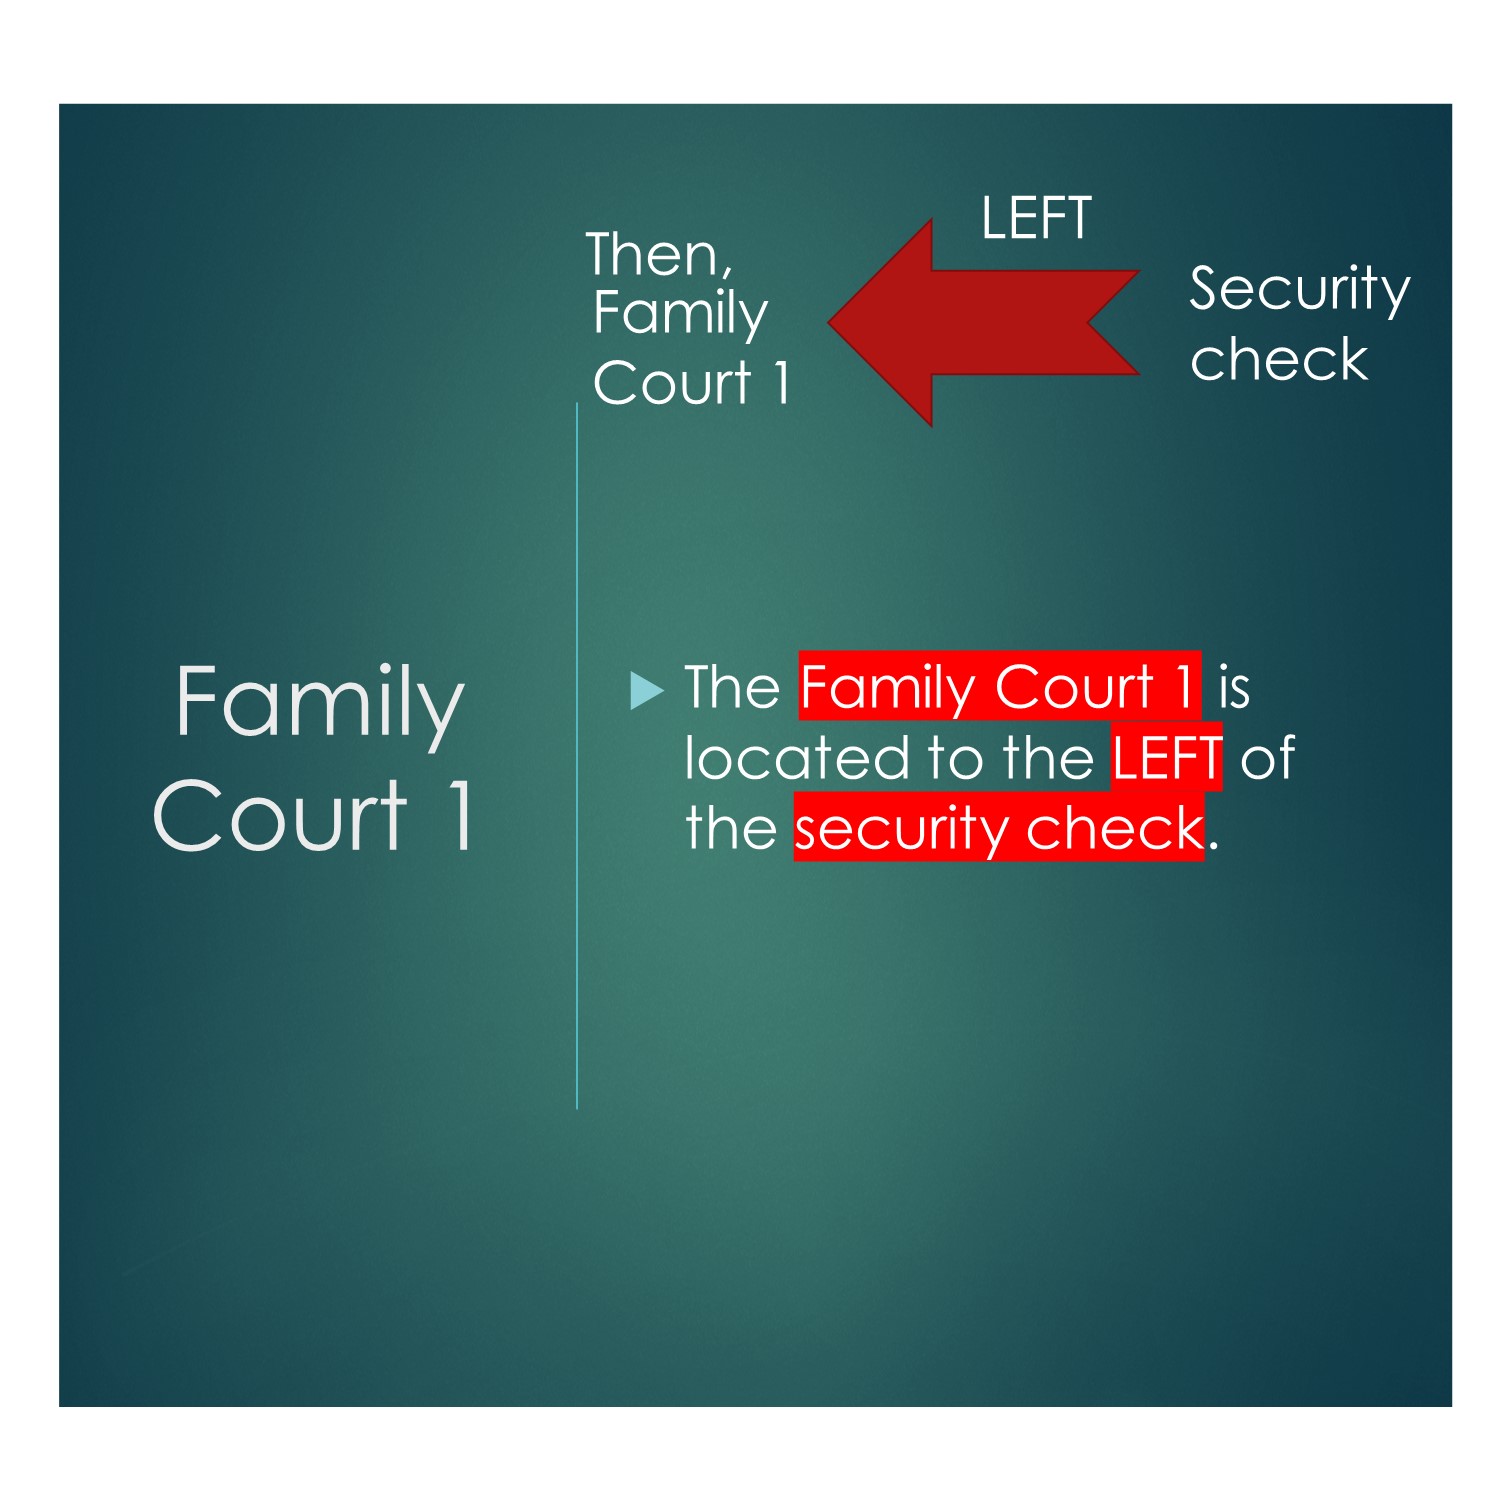 LEFT
Then,
Family
Court 1
Security
check
Family
Court 1
The Family Court 1 is
located to the LEFT of
the security check.